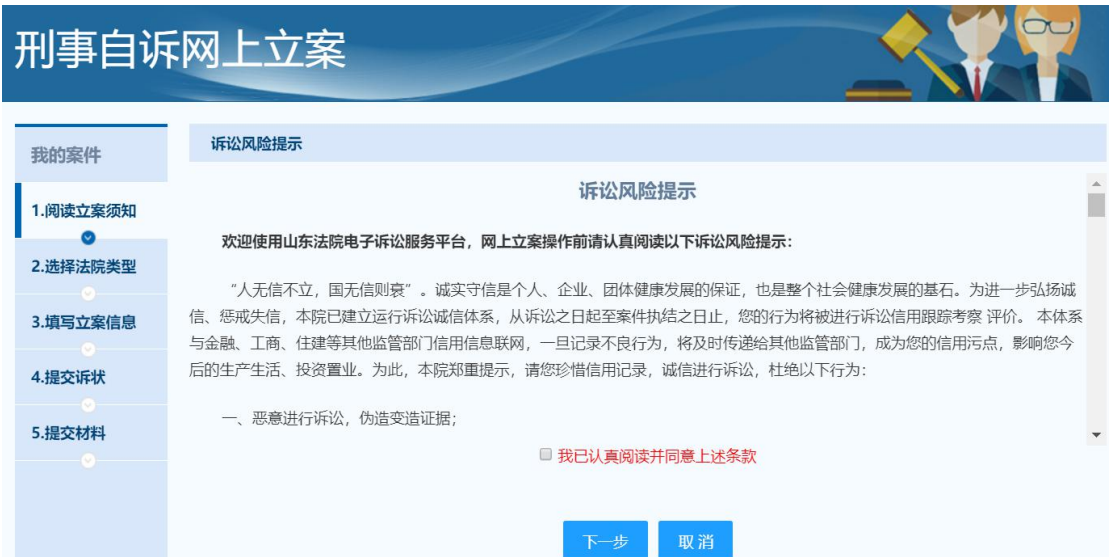 刑事自诉网上立案
我的案件
1.阅读立案须知
2.选择法院类型
3.填写立案信息
4.提交诉状
5.提交材料
诉讼风险提示
诉讼风险提示
欢迎使用山东法院电子诉讼服务平台，网上立案操作前请认真阅读以下诉讼风险提示：
“人无信不立，国无信则衰”。诚实守信是个人、企业、团体健康发展的保证，也是整个社会健康发展的基石。为进一步弘扬诚
信、惩戒失信，本院已建立运行诉讼诚信体系，从诉讼之日起至案件执结之日止，您的行为将被进行诉讼信用跟踪考察 评价。 本体系
与金融、工商、住建等其他监管部门信用信息联网，一旦记录不良行为，将及时传递给其他监管部门，成为您的信用污点，影响您今
后的生产生活、投资置业。为此，本院郑重提示，请您珍惜信用记录，诚信进行诉讼，杜绝以下行为：
一、恶意进行诉讼，伪造变造证据；
我已认真阅读并同意上述条款
下一步
取消